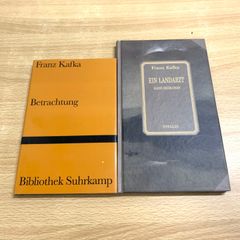 Franz Kafka
Betrachtung
Bibliothek Suhrkamp
Franz Kafka
EIN LANDARZT